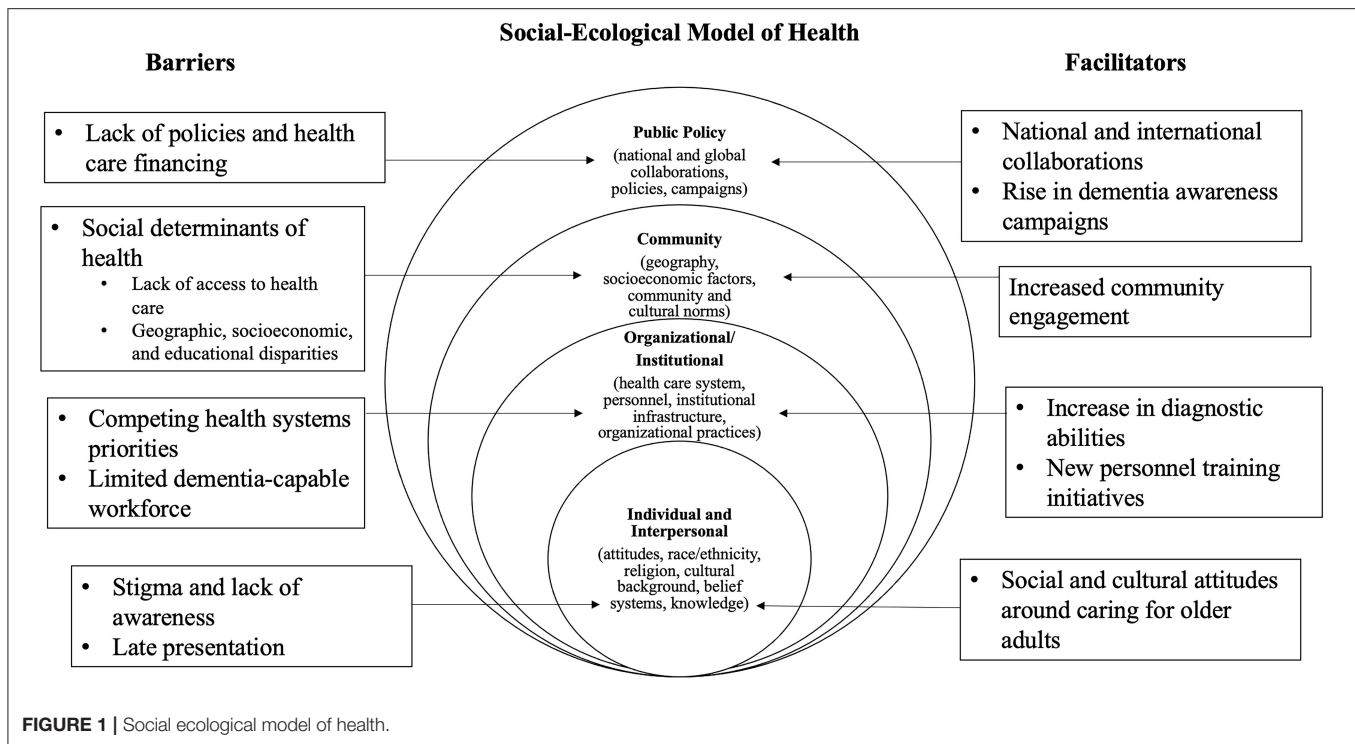 Social-Ecological Model of Health
Barriers
Facilitators
• Lack of policies and health
care financing
• Social determinants of
health
• Lack of access to health
care
• Geographic, socioeconomic,
and educational disparities
• Competing health systems
priorities
• Limited dementia-capable
workforce
• Stigma and lack of
awareness
• Late presentation
Public Policy
(national and global
collaborations,
policies, campaigns)
Community
(geography,
socioeconomic factors,
community and
cultural norms)
Organizational/
Institutional
(health care system,
personnel, institutional
infrastructure,
organizational practices)
Individual and
Interpersonal
(attitudes, race/ethnicity,
religion, cultural
background, belief
systems, knowledge)
• National and international
collaborations
• Rise in dementia awareness
campaigns
Increased community
engagement
• Increase in diagnostic
abilities
• New personnel training
initiatives
• Social and cultural attitudes
around caring for older
adults
FIGURE 1 | Social ecological model of health.